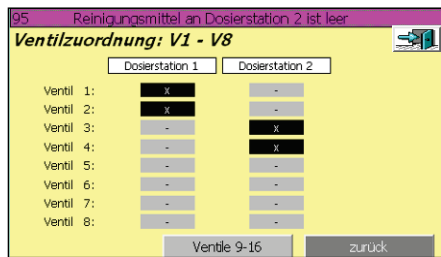 95 Reinigungsmittel an Dosierstation 2 ist leer
Ventilzuordnung: V1 - V8
Dosierstation 1 Dosierstation 2
Ventil 1: x -
Ventil 2: x -
Ventil 3: - x
Ventil 4: - x
Ventil 5: - -
Ventil 6: - -
Ventil 7: - -
Ventil 8: - -
Ventile 9-16 zurück